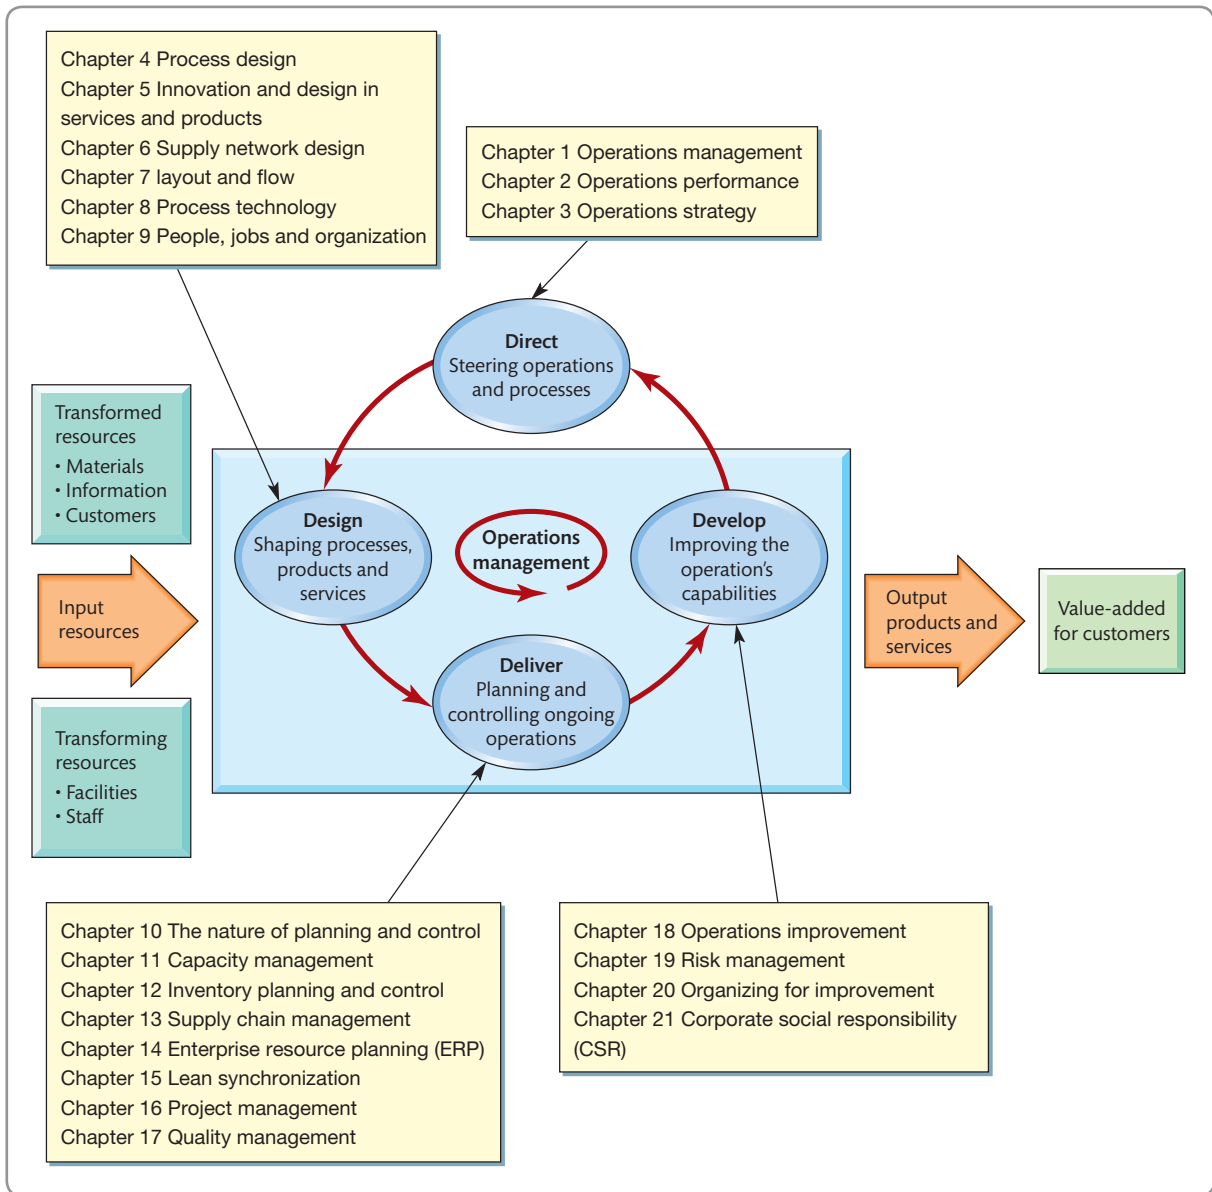 Chapter 4 Process design
Chapter 5 Innovation and design in
services and products
Chapter 6 Supply network design
Chapter 7 layout and flow
Chapter 8 Process technology
Chapter 9 People, jobs and organization
Chapter 1 Operations management
Chapter 2 Operations performance
Chapter 3 Operations strategy
Direct
Steering operations
and processes
Transformed
resources
• Materials
• Information
• Customers
Design
Shaping processes,
products and
services
Operations
management
Develop
Improving the
operation's
capabilities
Input
resources
Output
products and
services
Value-added
for customers
Deliver
Planning and
controlling ongoing
operations
Transforming
resources
• Facilities
• Staff
Chapter 10 The nature of planning and control
Chapter 11 Capacity management
Chapter 12 Inventory planning and control
Chapter 13 Supply chain management
Chapter 14 Enterprise resource planning (ERP)
Chapter 15 Lean synchronization
Chapter 16 Project management
Chapter 17 Quality management
Chapter 18 Operations improvement
Chapter 19 Risk management
Chapter 20 Organizing for improvement
Chapter 21 Corporate social responsibility
(CSR)